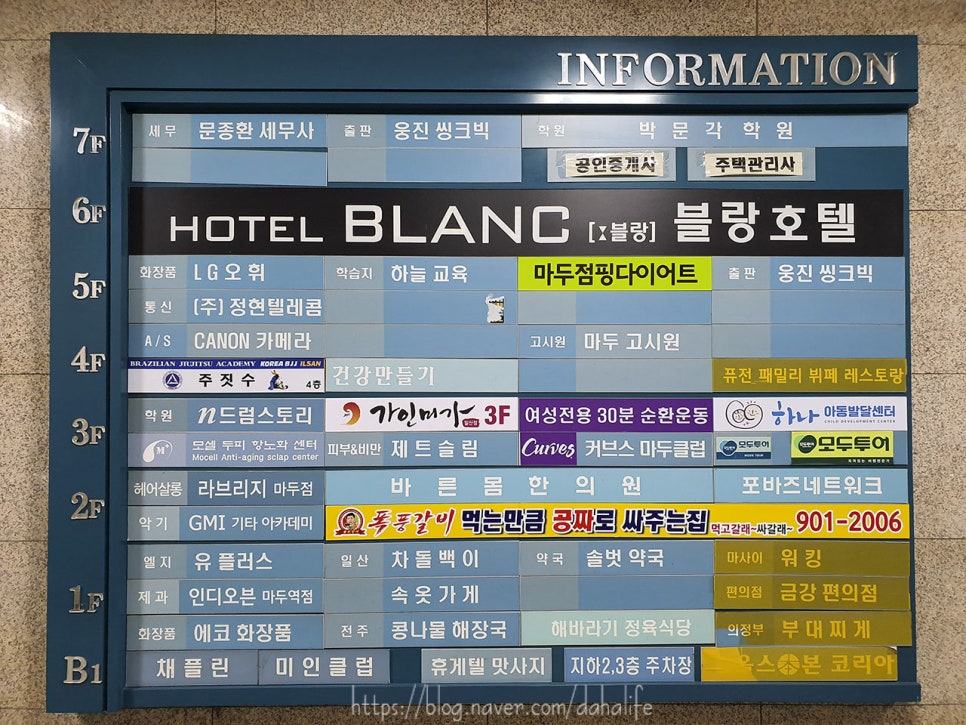 INFORMATION
7F 세무 문종환 세무사 출판 웅진 씽크빅 학원 박문각 학원
공인중개사 주택관리사
6F HOTEL BLANC [:블랑] 블랑호텔
5F 화장품 LG 오휘 학습지 하늘 교육 마두점핑다이어트 출판 웅진 씽크빅
통신 (주) 정현텔레콤
A/S CANON 카메라 고시원 마두 고시원
4F BRAZILIAN JIUJITSU ACADEMY KOREA BJJ ILSAN
주짓수 4층 건강만들기 퓨전 패밀리 뷔페 레스토랑
3F 학원 n드럼스토리 가인미가 일산점 3F 여성전용 30분 순환운동 하나 아동발달센터
CHILD DEVELOPMENT CENTER
M 모셀 두피 항노화 센터 피부&비만 제트슬림 Curves 커브스 마두클럽 모두투어 모두투어
Mocell Anti-aging sclap center MODE TOUR
2F 헤어살롱 라브리지 마두점 바른몸한의원 포바즈네트워크
악기 GMI 기타 아카데미 폭풍갈비 먹는만큼 공짜로 싸주는집 먹고갈래~싸갈래~ 901-2006
엘지 유플러스 일산 차돌백이 약국 솔벗 약국 마사이 워킹
1F 제과 인디오븐 마두역점 속옷가게 편의점 금강 편의점
화장품 에코 화장품 전주 콩나물 해장국 해바라기 정육식당 의정부 부대찌게
B1 채플린 미인클럽 휴게텔 맛사지 지하2,3층 주차장 본 코리아
https://blog.naver.com/dahalife